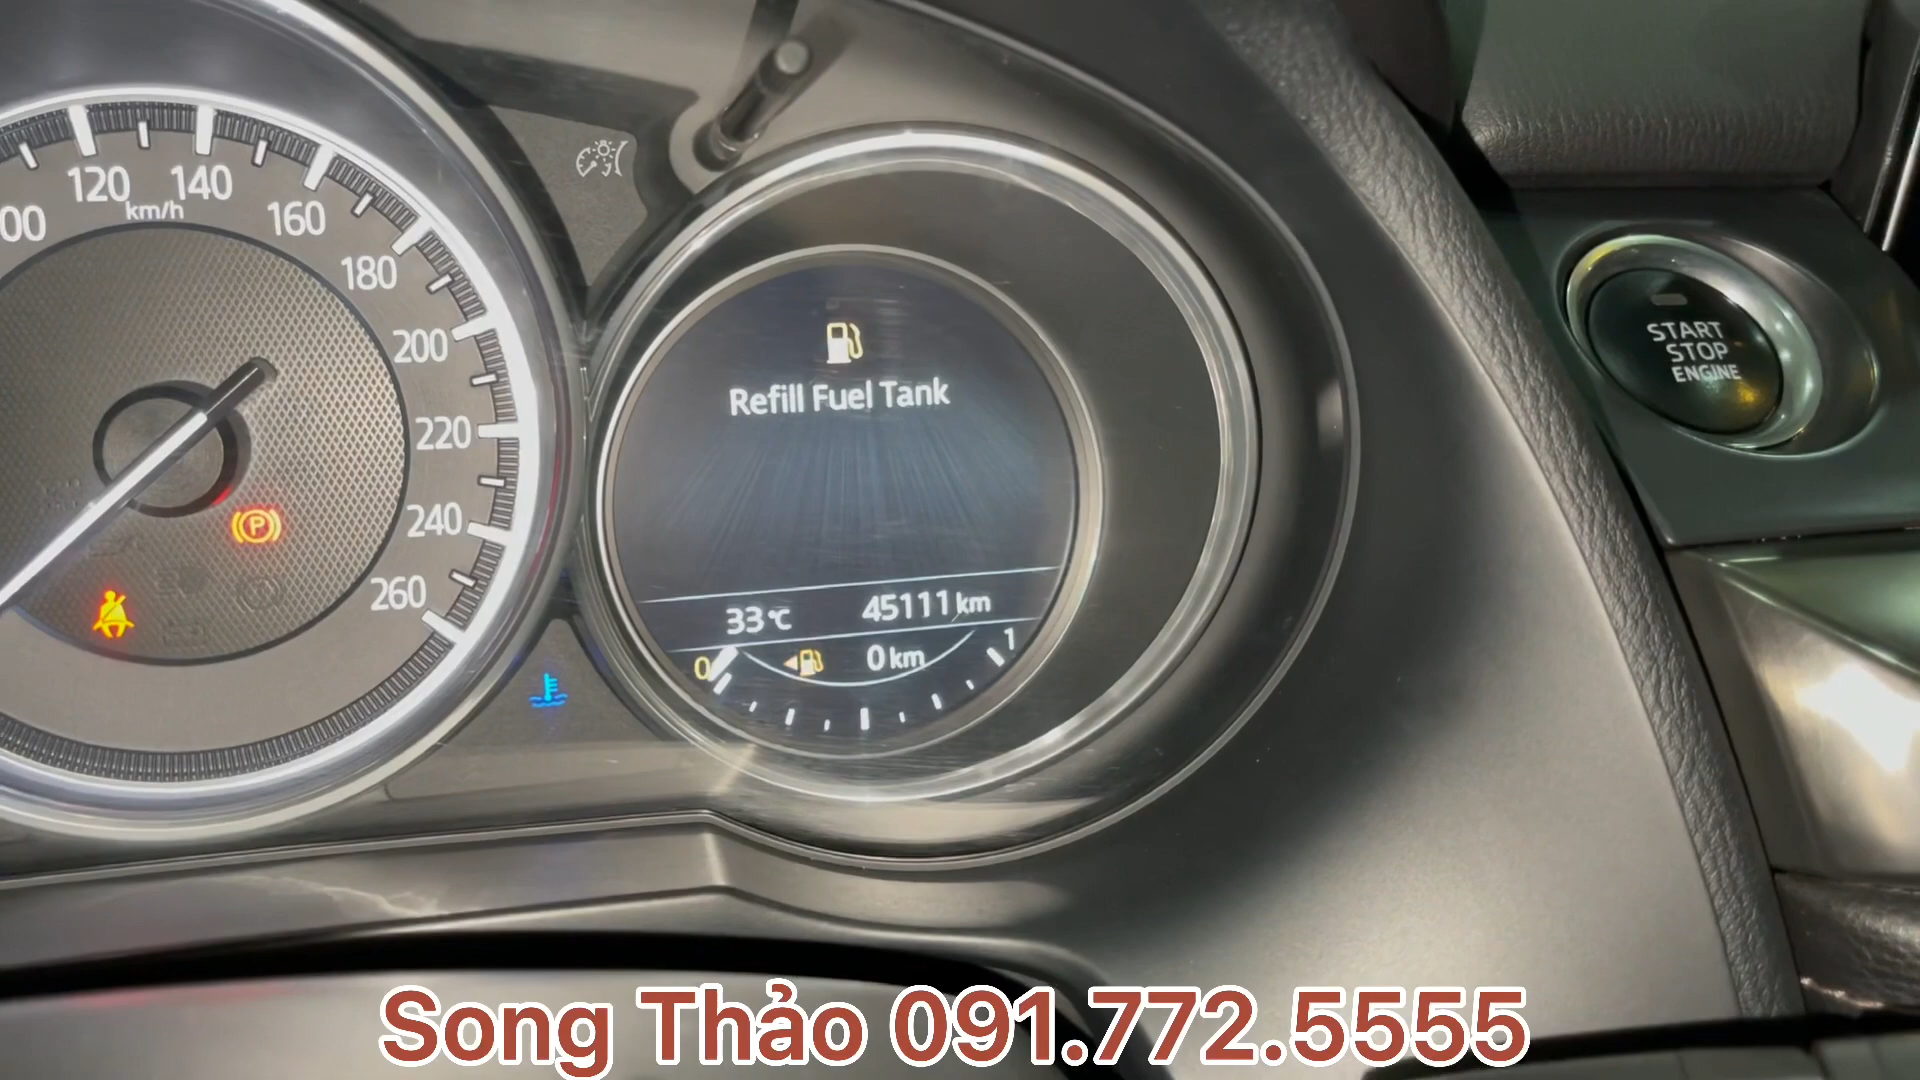 00
120
140
km/h
160
180
200
220
240
260
P
Refill Fuel Tank
33℃ 45111 km
0 0 km 1
START
STOP
ENGINE
Song Thảo 091.772.5555